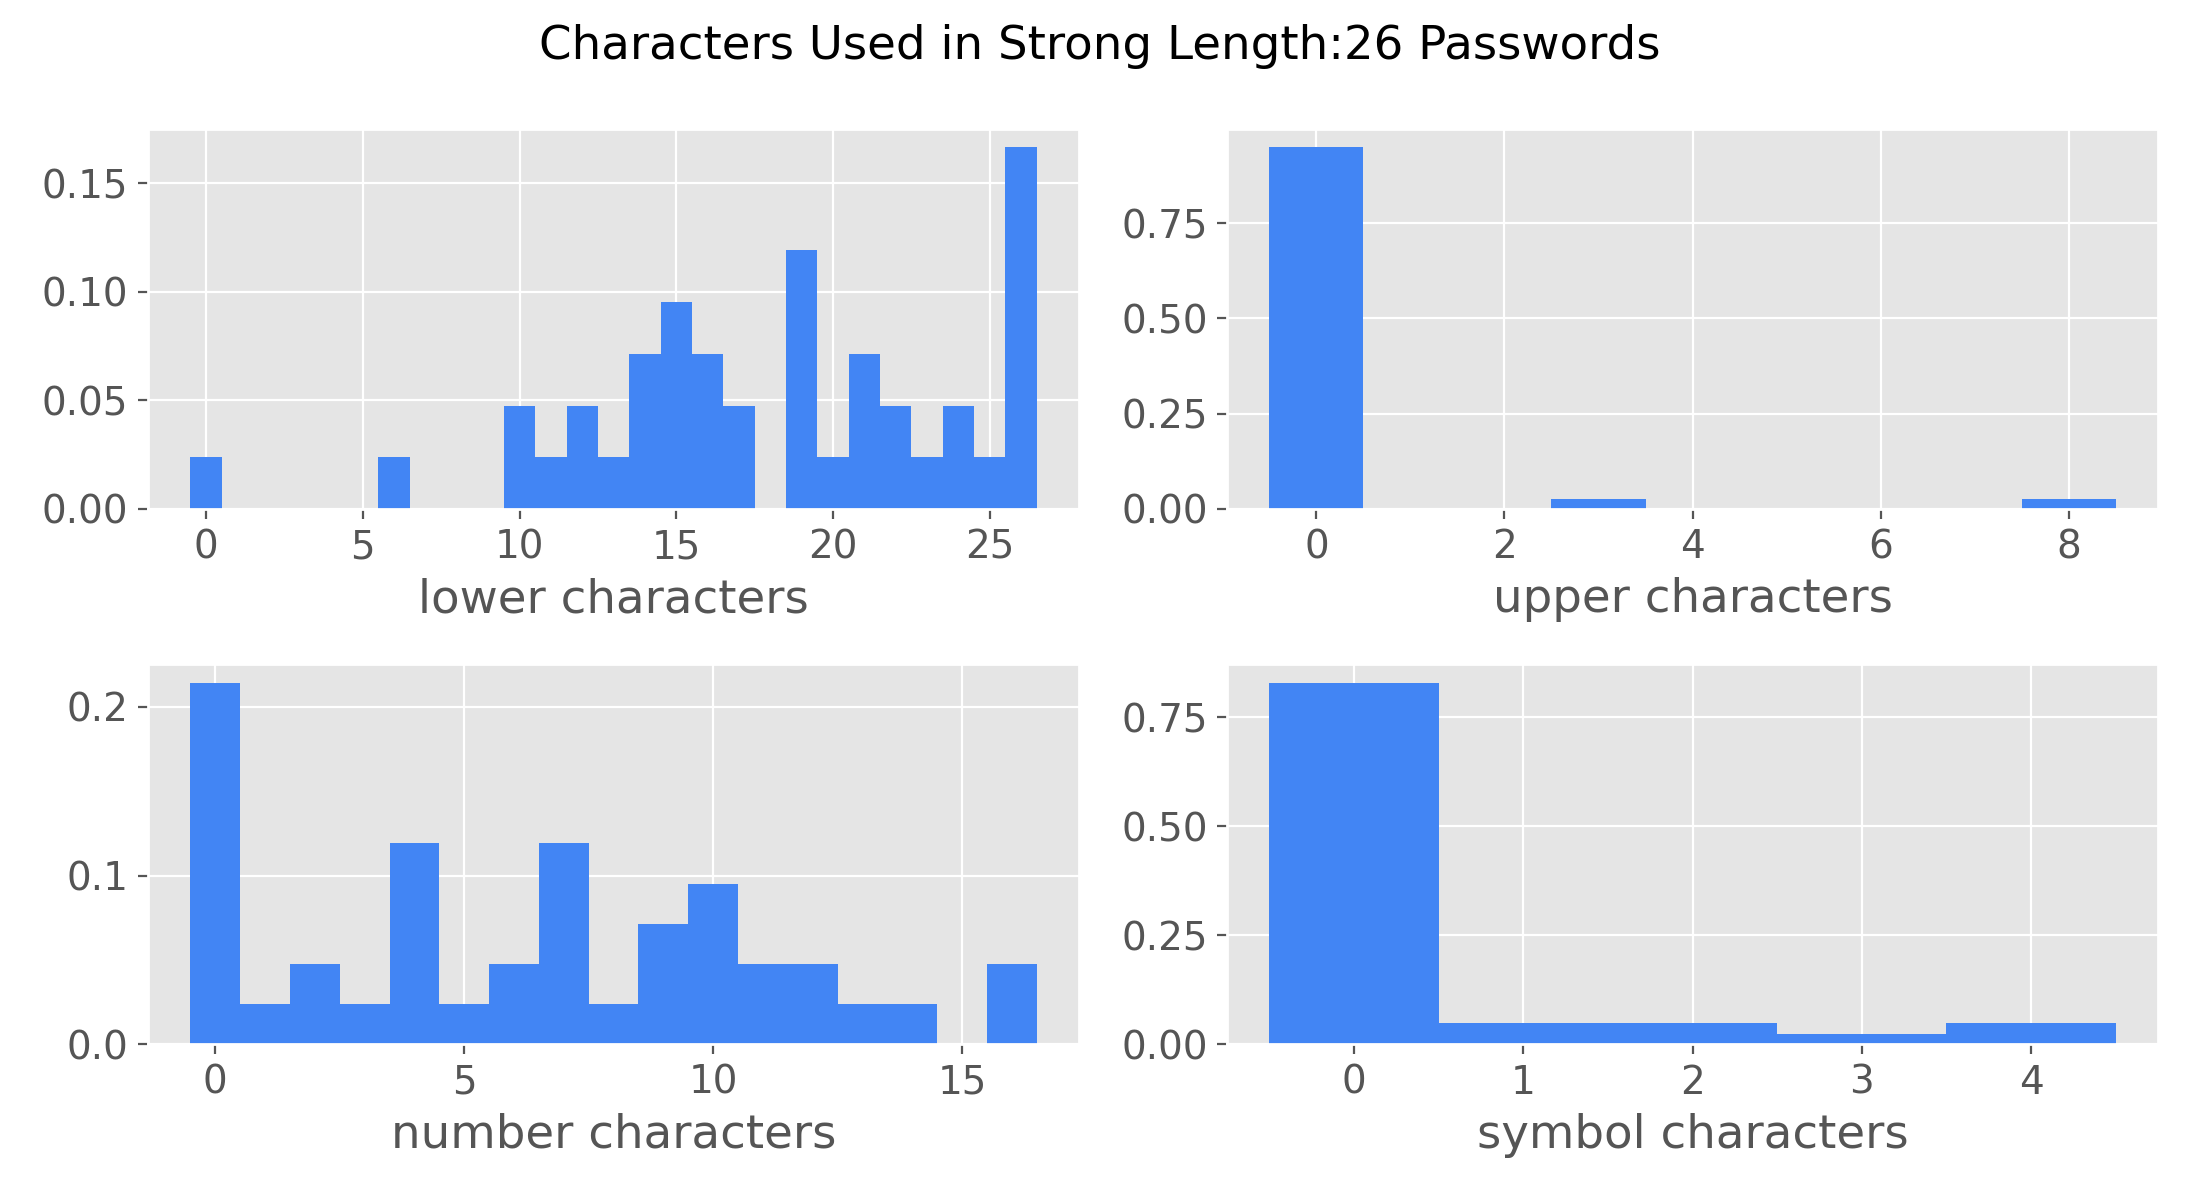 Characters Used in Strong Length:26 Passwords
0.15
0.10
0.05
0.00
0 5 10 15 20 25
lower characters
0.75
0.50
0.25
0.00
0 2 4 6 8
upper characters
0.2
0.1
0.0
0 5 10 15
number characters
0.75
0.50
0.25
0.00
0 1 2 3 4
symbol characters